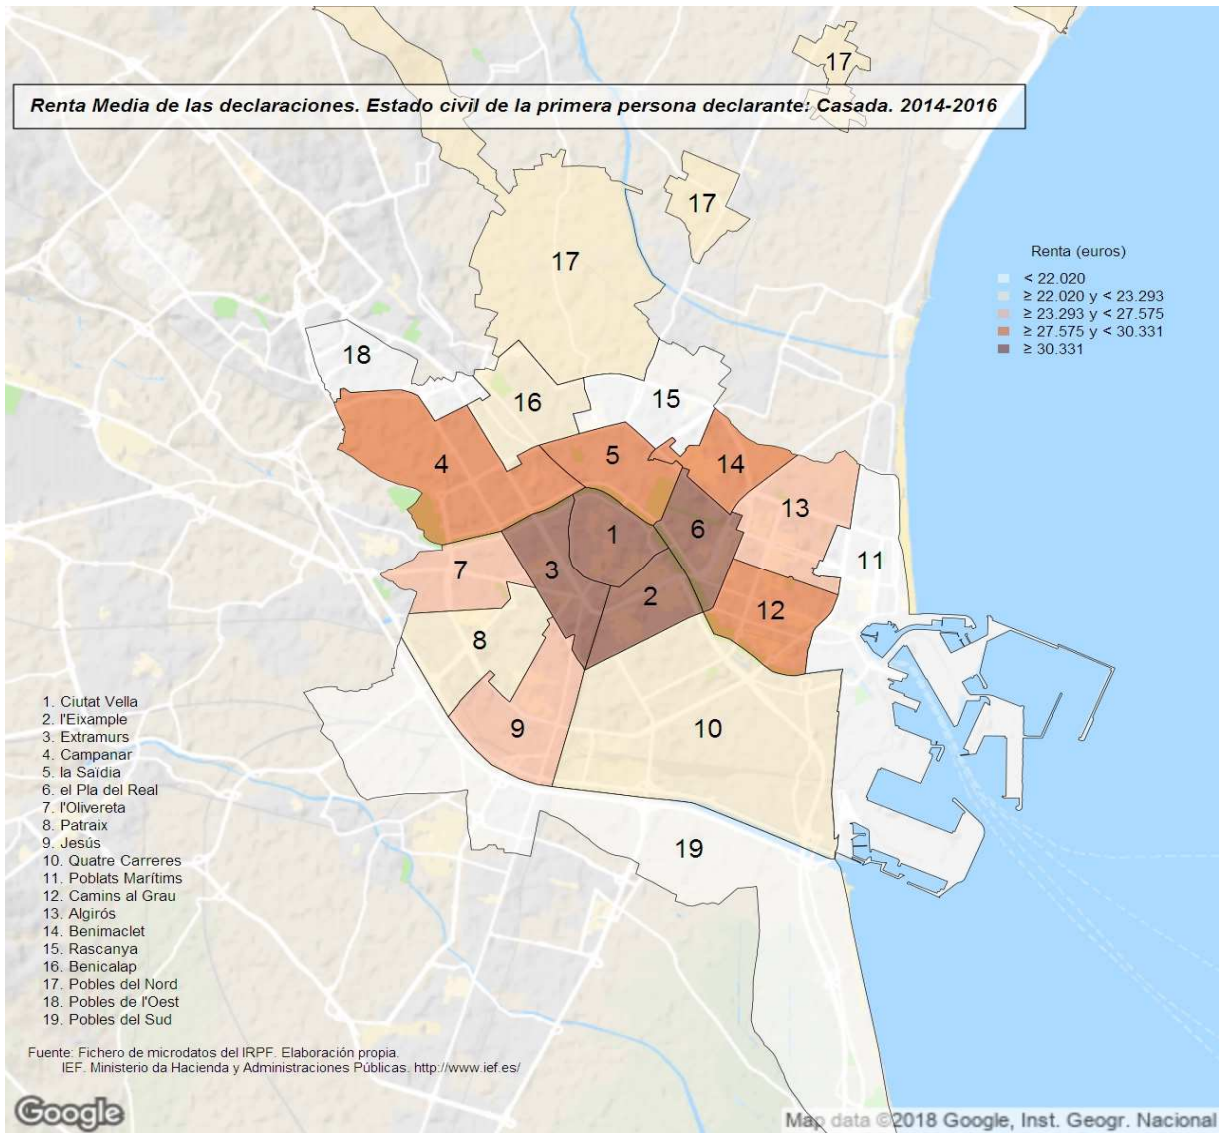 17
Renta Media de las declaraciones. Estado civil de la primera persona declarante: Casada. 2014-2016
17
17
Renta (euros)
< 22.020
≥ 22.020 y < 23.293
≥ 23.293 y < 27.575
≥ 27.575 y < 30.331
≥ 30.331
18
16
15
5
14
4
13
6
1
11
7
3
2
12
8
9
10
19
1. Ciutat Vella
2. l'Eixample
3. Extramurs
4. Campanar
5. la Saïdia
6. el Pla del Real
7. l'Olivereta
8. Patraix
9. Jesús
10. Quatre Carreres
11. Poblats Marítims
12. Camins al Grau
13. Algirós
14. Benimaclet
15. Rascanya
16. Benicalap
17. Pobles del Nord
18. Pobles de l'Oest
19. Pobles del Sud
Fuente: Fichero de microdatos del IRPF. Elaboración propia.
IEF. Ministerio da Hacienda y Administraciones Públicas. http://www.ief.es/
Google
Map data ©2018 Google, Inst. Geogr. Nacional